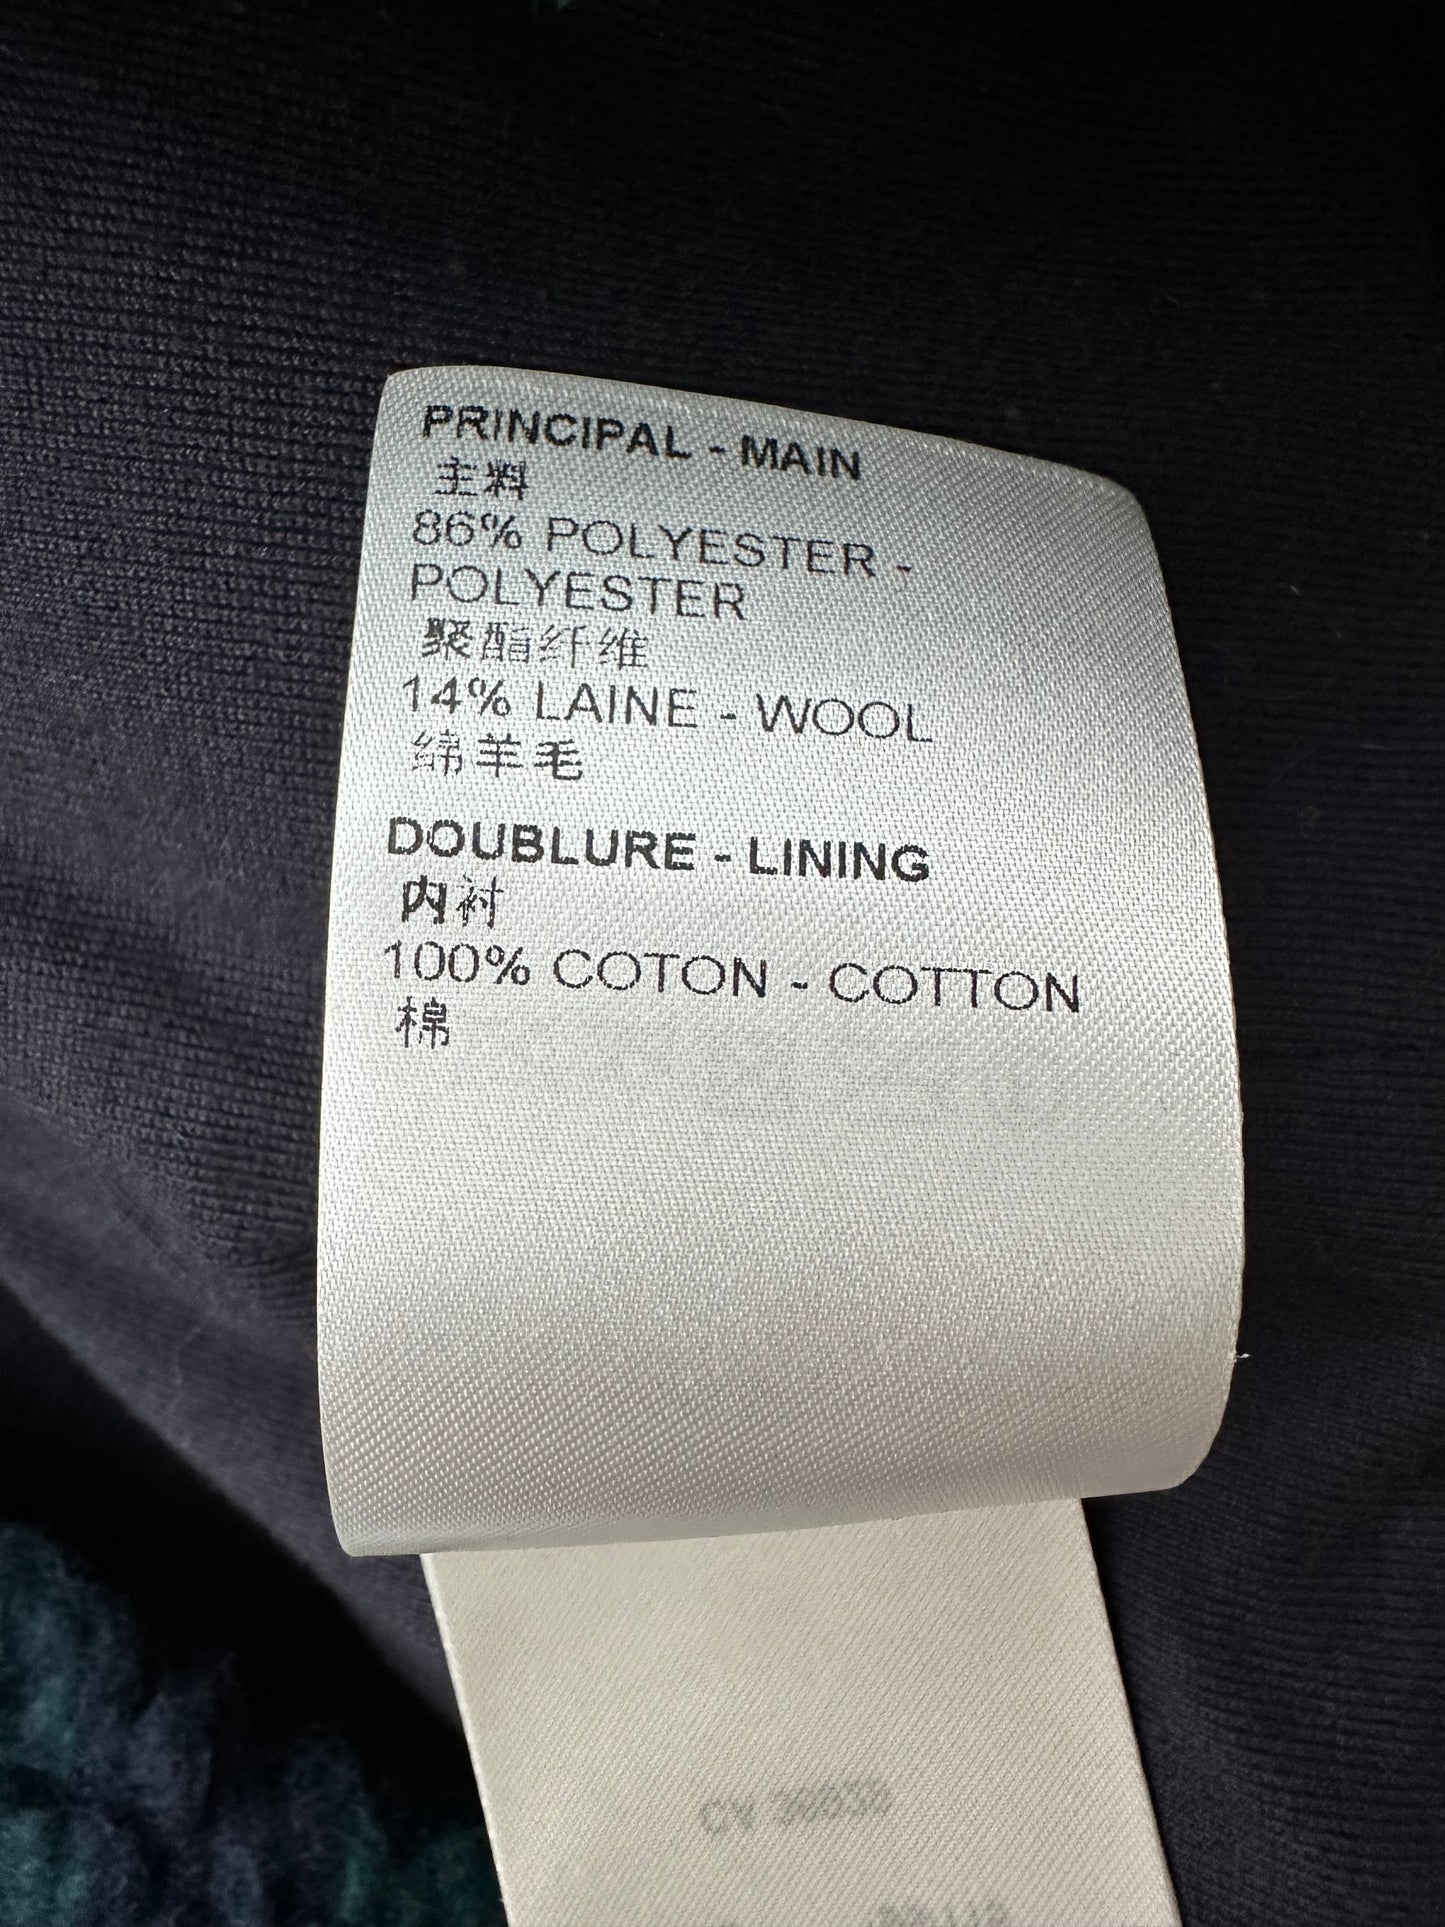 PRINCIPAL - MAIN
主料
86% POLYESTER -
POLYESTER
聚酯纤维
14% LAINE - WOOL
绵羊毛
DOUBLURE - LINING
内衬
100% COTON - COTTON
棉